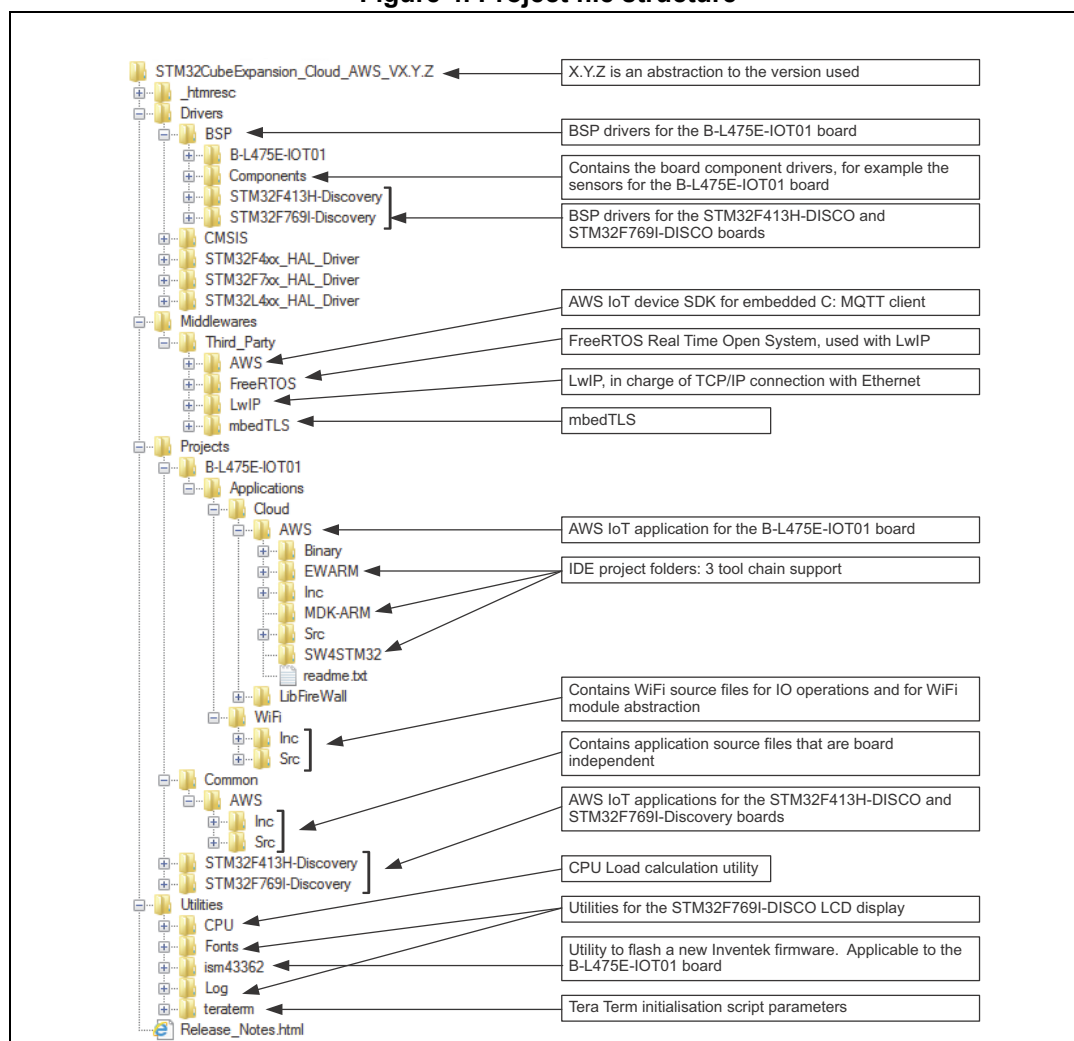 STM32CubeExpansion_Cloud_AWS_VX.Y.Z
X.Y.Z is an abstraction to the version used
_htmresc
Drivers
BSP
BSP drivers for the B-L475E-IOT01 board
B-L475E-IOT01
Components
Contains the board component drivers, for example the
sensors for the B-L475E-IOT01 board
STM32F413H-Discovery
STM32F769I-Discovery
BSP drivers for the STM32F413H-DISCO and
STM32F769I-DISCO boards
CMSIS
STM32F4xx_HAL_Driver
STM32F7xx_HAL_Driver
STM32L4xx_HAL_Driver
AWS IoT device SDK for embedded C: MQTT client
Middlewares
Third_Party
FreeRTOS Real Time Open System, used with LwIP
AWS
FreeRTOS
LwIP, in charge of TCP/IP connection with Ethernet
LwIP
mbedTLS
mbedTLS
Projects
B-L475E-IOT01
Applications
Cloud
AWS
AWS IoT application for the B-L475E-IOT01 board
Binary
EWARM
IDE project folders: 3 tool chain support
Inc
MDK-ARM
Src
SW4STM32
readme.txt
LibFireWall
Contains WiFi source files for IO operations and for WiFi
module abstraction
WiFi
Inc
Src
Contains application source files that are board
independent
Common
AWS
AWS IoT applications for the STM32F413H-DISCO and
STM32F769I-Discovery boards
Inc
Src
STM32F413H-Discovery
STM32F769I-Discovery
CPU Load calculation utility
Utilities
CPU
Utilities for the STM32F769I-DISCO LCD display
Fonts
ism43362
Utility to flash a new Inventek firmware. Applicable to the
B-L475E-IOT01 board
Log
teraterm
Tera Term initialisation script parameters
Release_Notes.html